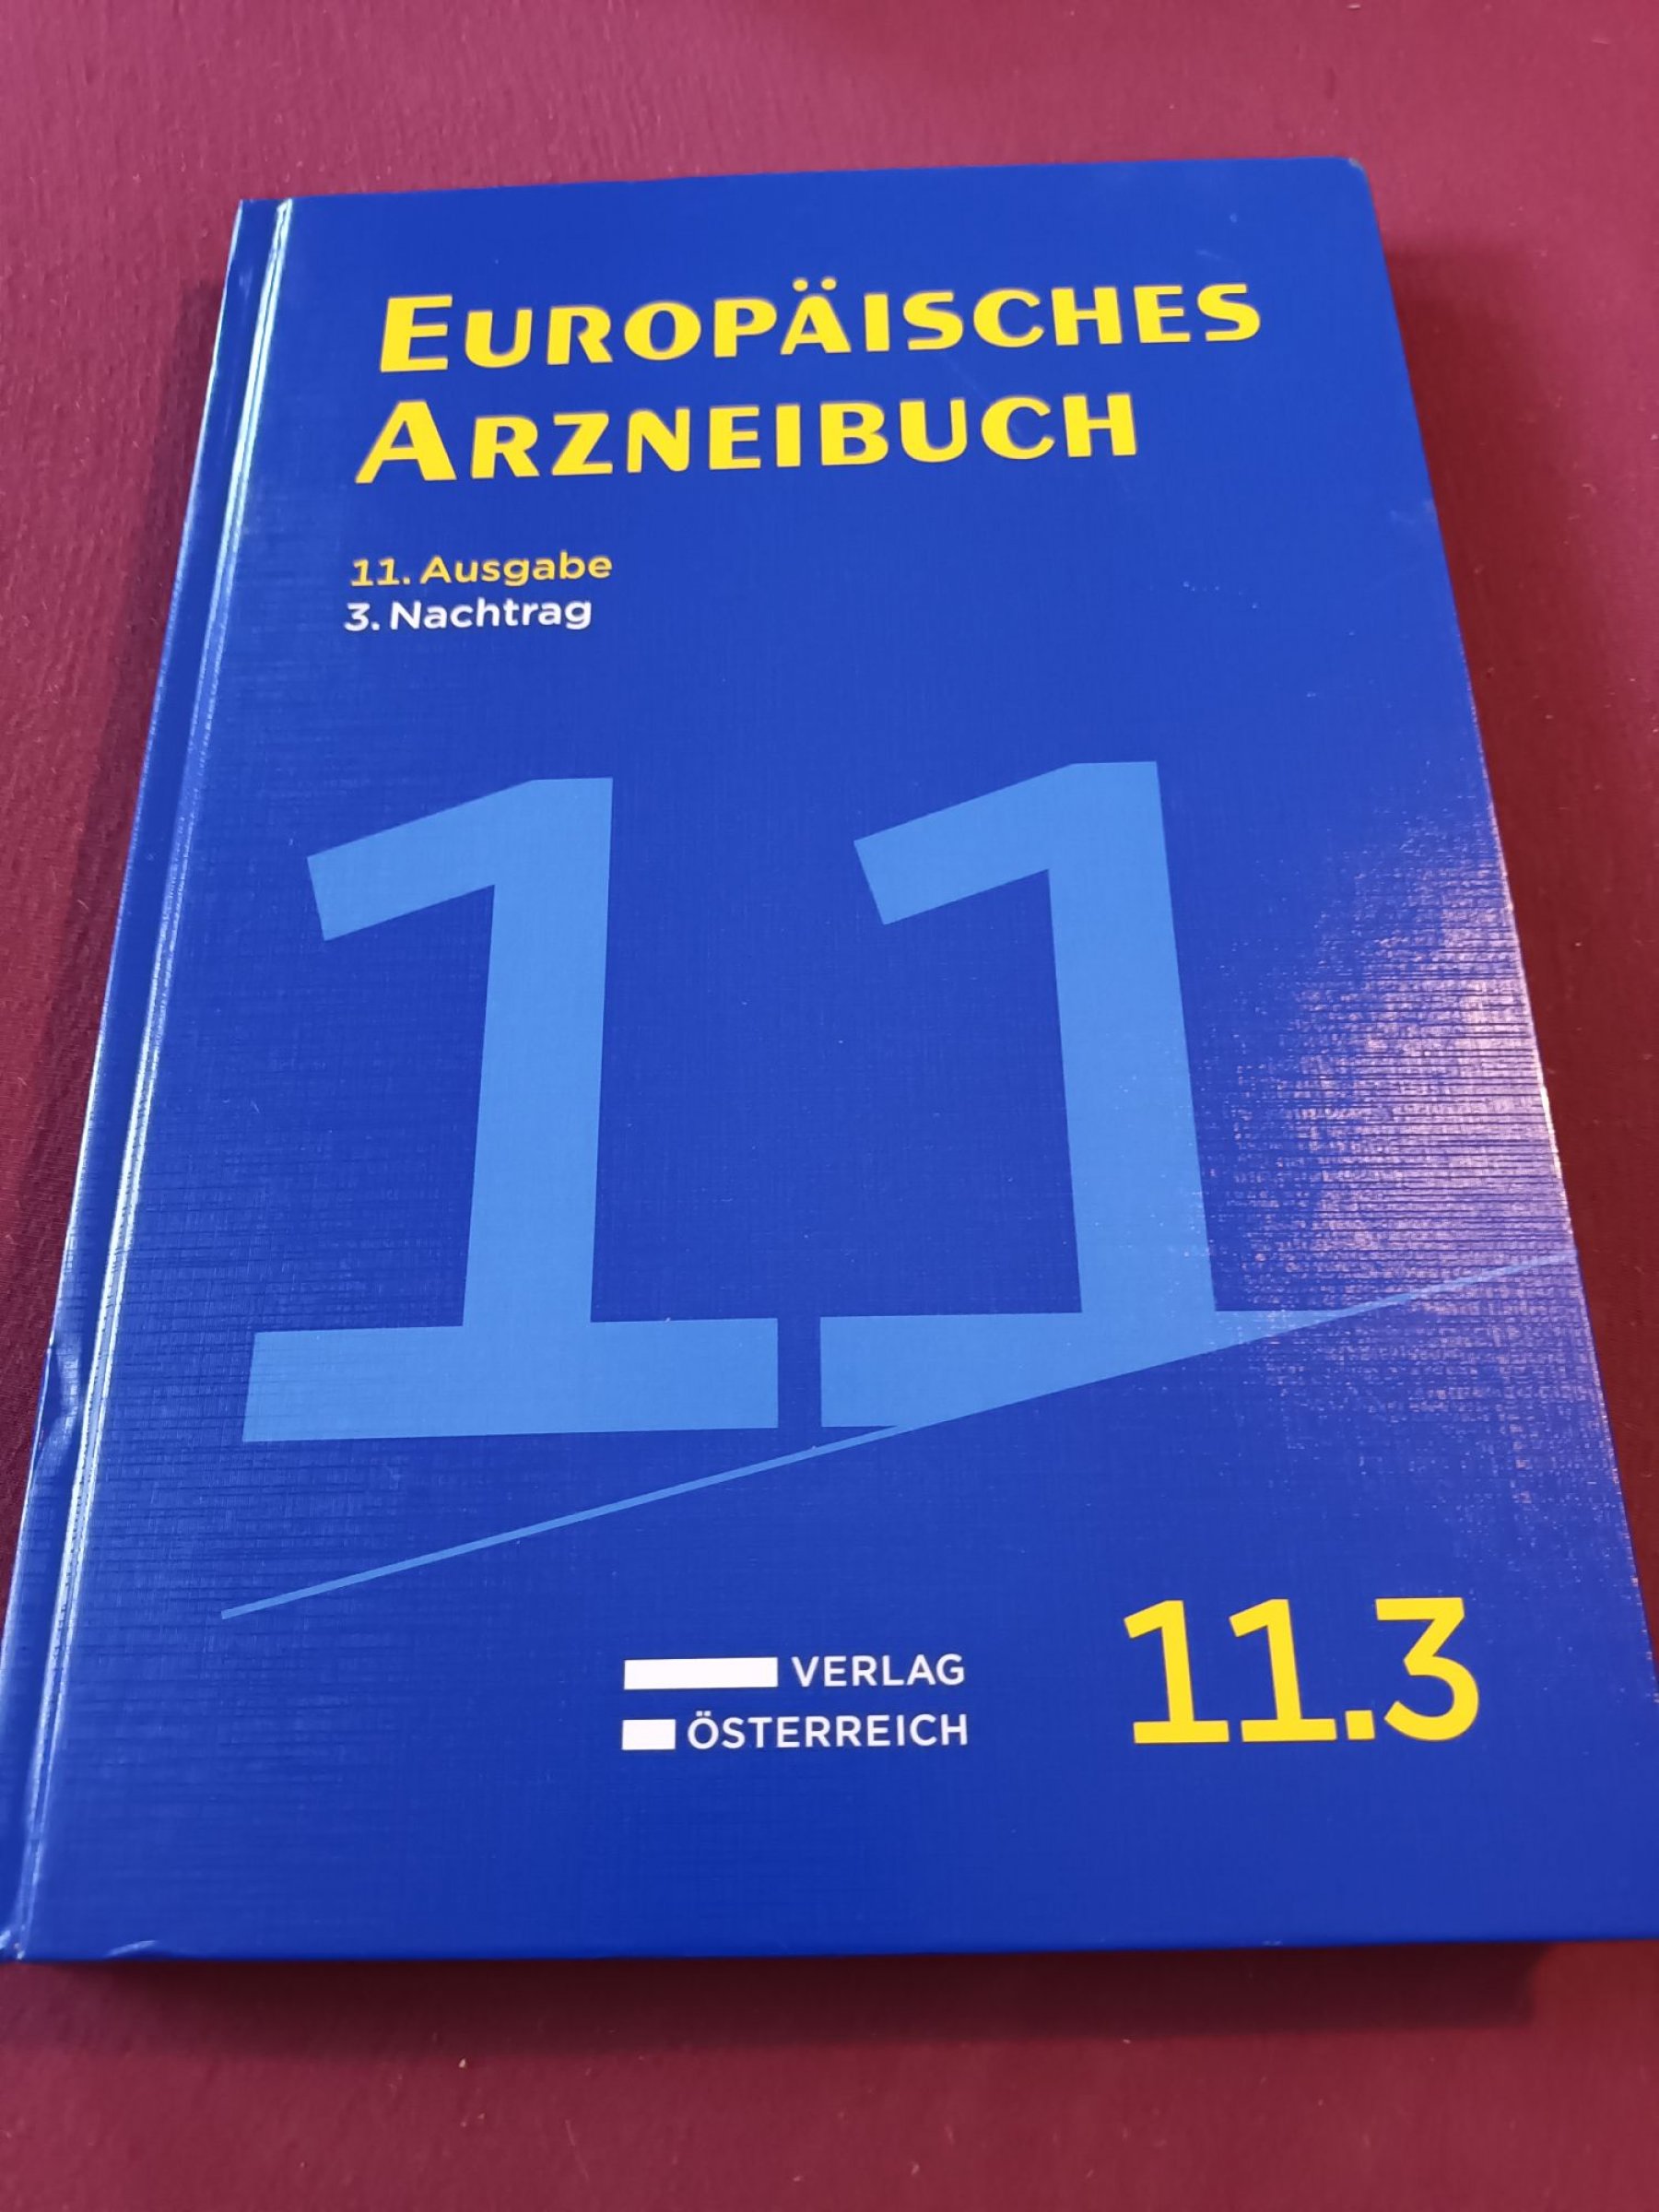 EUROPÄISCHES
ARZNEIBUCH
11. Ausgabe
3. Nachtrag
11
VERLAG
ÖSTERREICH
11.3